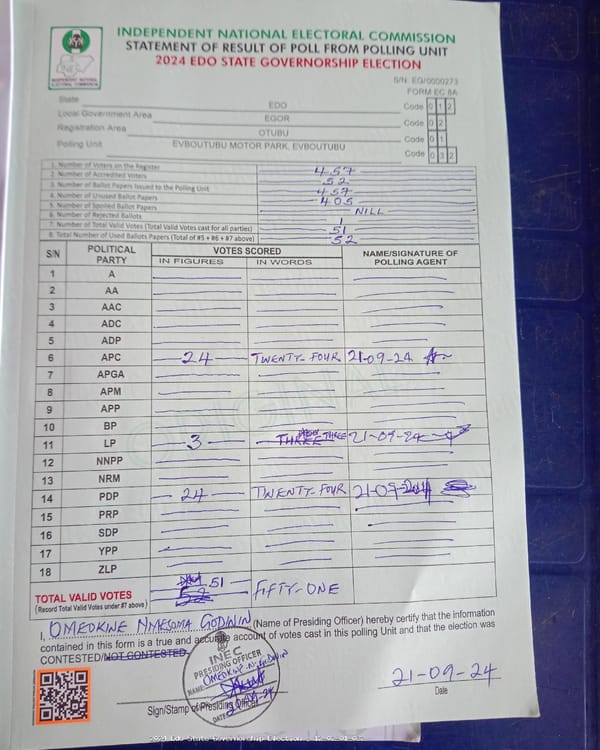 INDEPENDENT NATIONAL ELECTORAL COMMISSION
STATEMENT OF RESULT OF POLL FROM POLLING UNIT
2024 EDO STATE GOVERNORSHIP ELECTION
INEC
INDEPENDENT NATIONAL
ELECTORAL COMMISSION
S/N: EG/0000273
FORM EC 8A
State EDO Code 0 1 2
Local Government Area EGOR Code 0 2
Registration Area OTUBU Code 0 1
Polling Unit EVBOUTUBU MOTOR PARK, EVBOUTUBU Code 0 3 2
1. Number of Voters on the Register 457
2. Number of Accredited Voters 52
3. Number of Ballot Papers Issued to the Polling Unit 457
4. Number of Unused Ballot Papers 405
5. Number of Spoiled Ballot Papers NILL
6. Number of Rejected Ballots 1
7. Number of Total Valid Votes (Total Valid Votes cast for all parties) 51
8. Total Number of Used Ballots Papers (Total of #5 + #6 + #7 above) 52
S/N POLITICAL PARTY VOTES SCORED NAME/SIGNATURE OF POLLING AGENT
IN FIGURES IN WORDS
1 A
2 AA
3 AAC
4 ADC
5 ADP
6 APC 24 TWENTY-FOUR 21-09-24
7 APGA
8 APM
9 APP
10 BP
11 LP 3 THREE THREE 21-09-24
12 NNPP
13 NRM
14 PDP 24 TWENTY-FOUR 21-09-2024
15 PRP
16 SDP
17 YPP
18 ZLP
ORIGINAL
TOTAL VALID VOTES 51 FIFTY-ONE
(Record Total Valid Votes under #7 above) 52
I, OMEOKINE NMESOMA GODWIN (Name of Presiding Officer) hereby certify that the information
contained in this form is a true and accurate account of votes cast in this polling Unit and that the election was
CONTESTED/NOT CONTESTED.
INEC
PRESIDING OFFICER
NAME:
DATE:
Sign/Stamp of Presiding Officer
21-09-24
Date